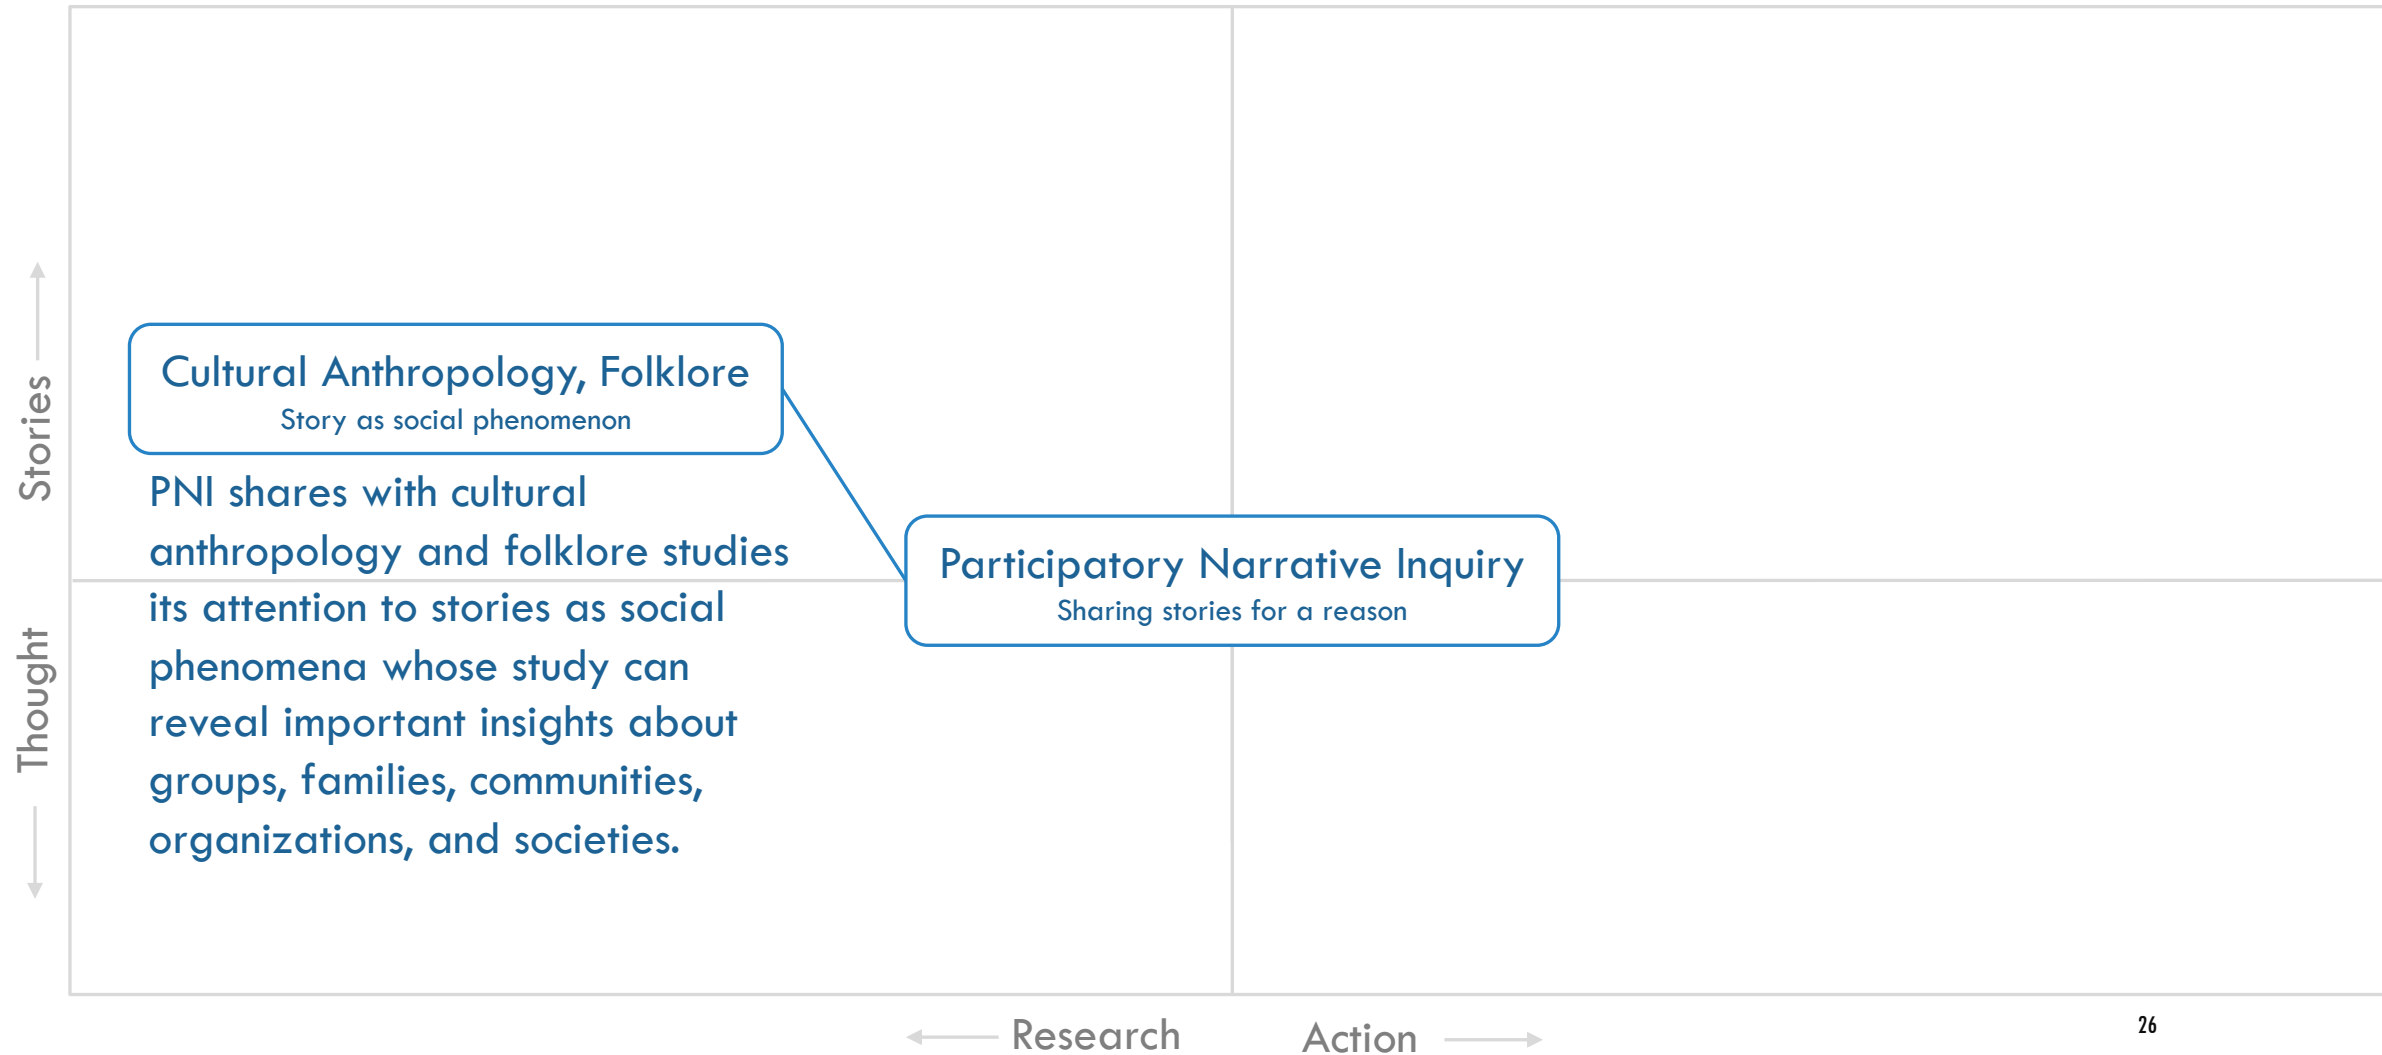 Stories
Thought
Cultural Anthropology, Folklore
Story as social phenomenon
PNI shares with cultural
anthropology and folklore studies
its attention to stories as social
phenomena whose study can
reveal important insights about
groups, families, communities,
organizations, and societies.
Participatory Narrative Inquiry
Sharing stories for a reason
Research
Action
26